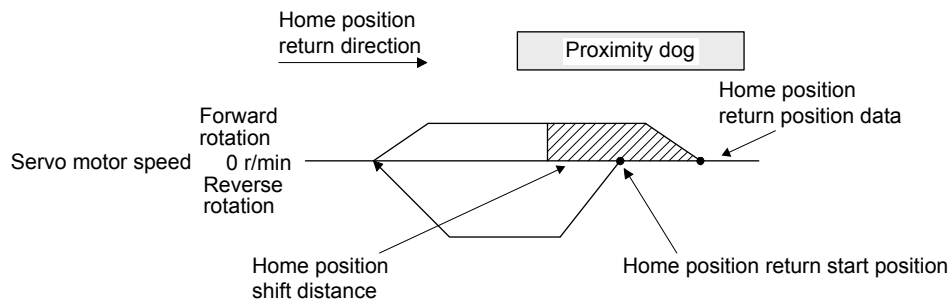 Home position
return direction
Proximity dog
Home position
return position data
Forward
rotation
Servo motor speed 0 r/min
Reverse
rotation
Home position
shift distance
Home position return start position